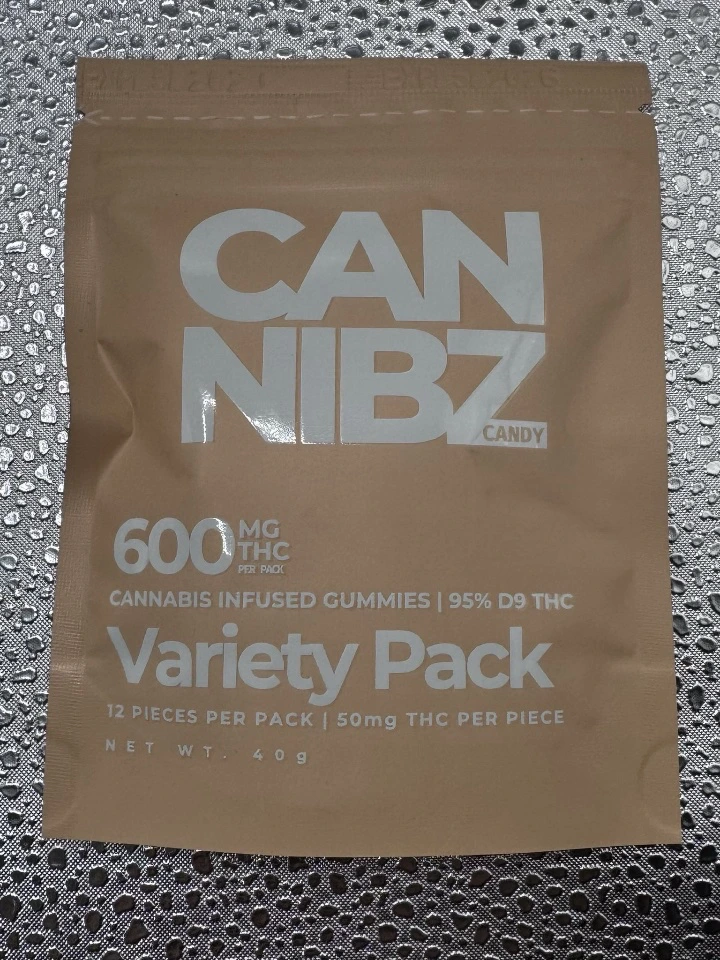 CAN
NIBZ
CANDY
600 MG
THC
PER PACK
CANNABIS INFUSED GUMMIES | 95% D9 THC
Variety Pack
12 PIECES PER PACK | 50mg THC PER PIECE
NET WT. 40g